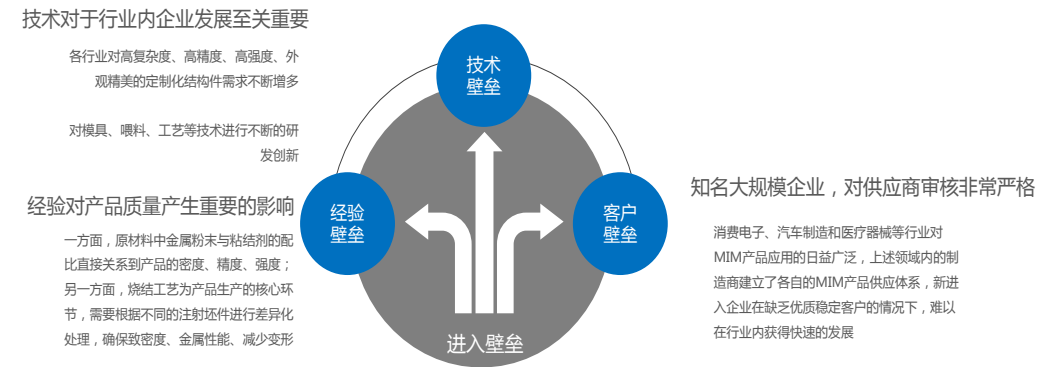 技术对于行业内企业发展至关重要
各行业对高复杂度、高精度、高强度、外
观精美的定制化结构件需求不断增多
对模具、喂料、工艺等技术进行不断的研
发创新
经验对产品质量产生重要的影响
一方面，原材料中金属粉末与粘结剂的配
比直接关系到产品的密度、精度、强度；
另一方面，烧结工艺为产品生产的核心环
节，需要根据不同的注射坯件进行差异化
处理，确保致密度、金属性能、减少变形
技术
壁垒
经验
壁垒
客户
壁垒
进入壁垒
知名大规模企业，对供应商审核非常严格
消费电子、汽车制造和医疗器械等行业对
MIM产品应用的日益广泛，上述领域内的制
造商建立了各自的MIM产品供应体系，新进
入企业在缺乏优质稳定客户的情况下，难以
在行业内获得快速的发展